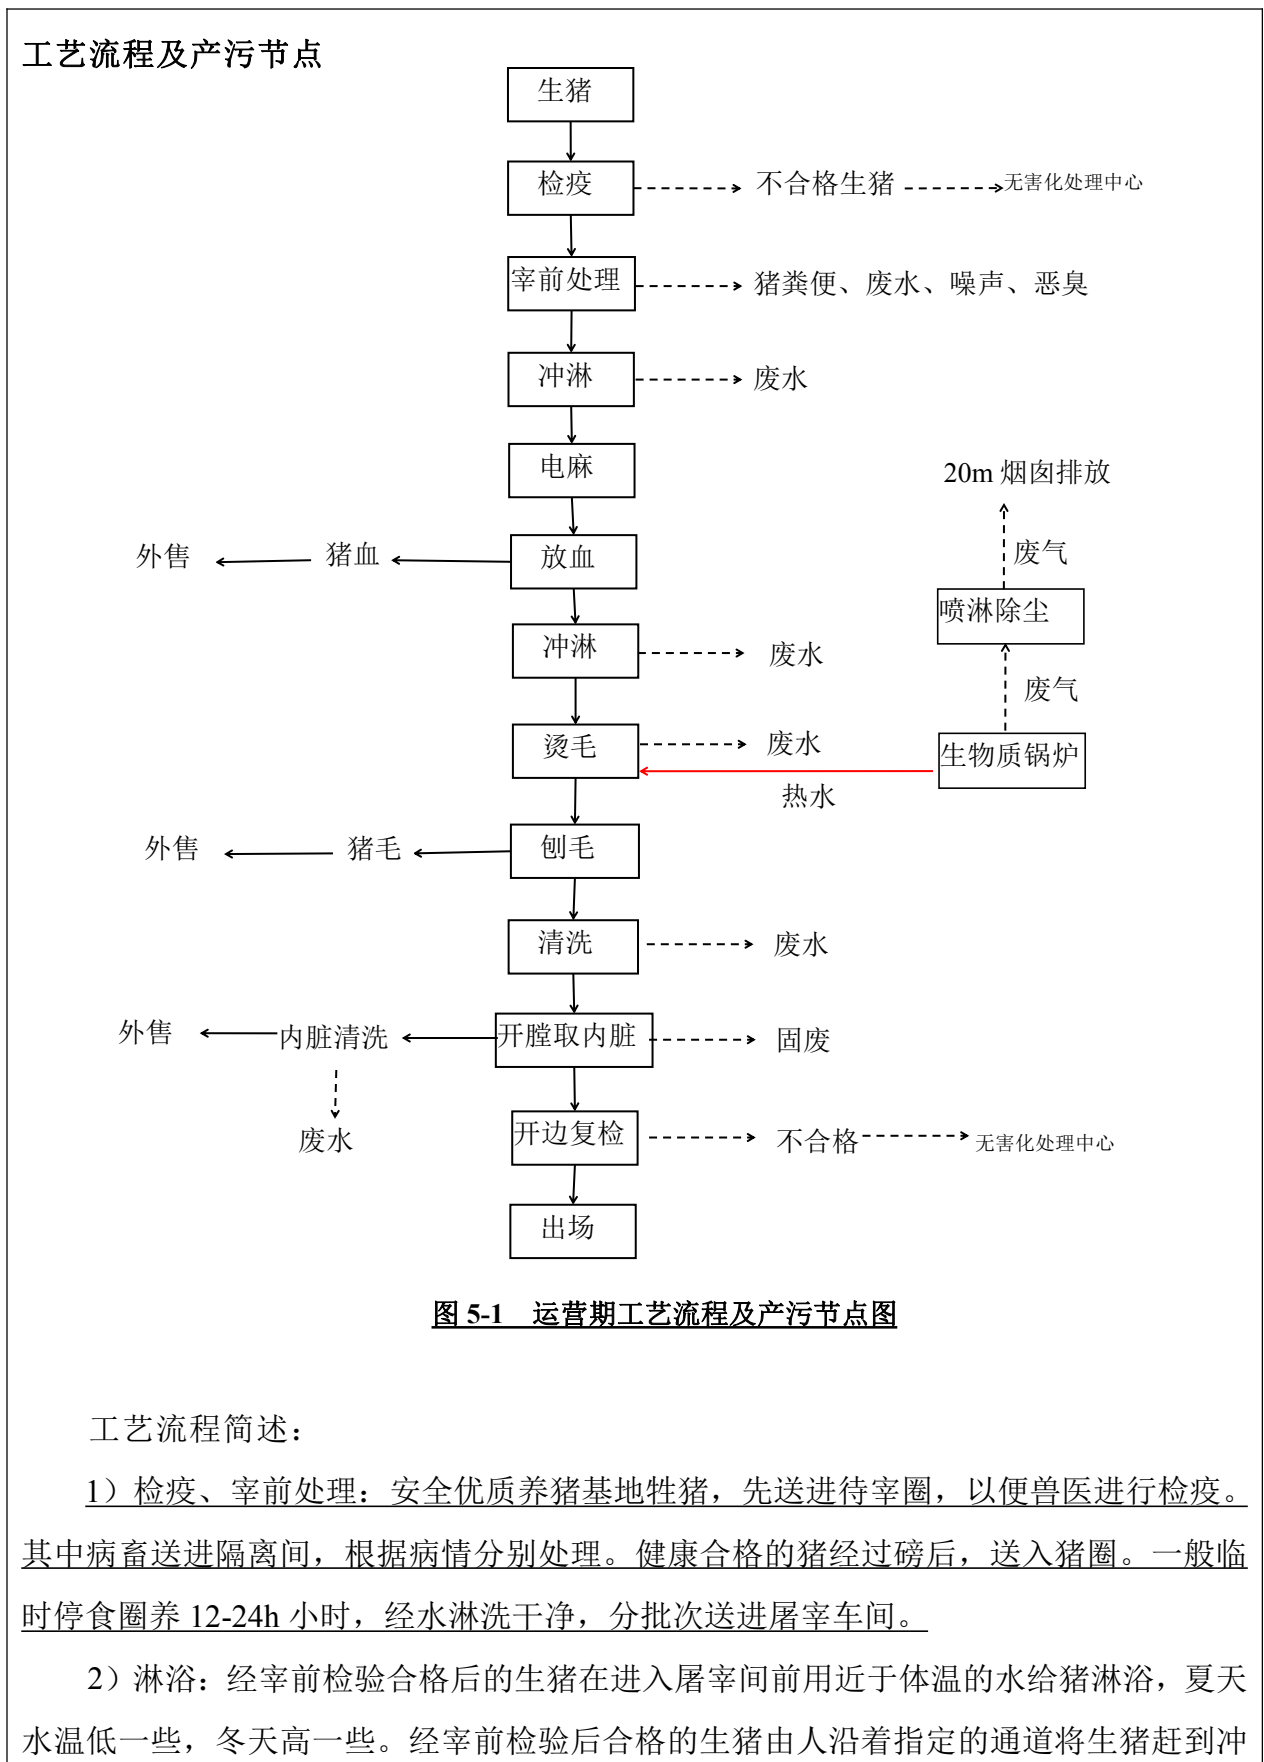 工艺流程及产污节点
生猪
检疫
不合格生猪
无害化处理中心
宰前处理
猪粪便、废水、噪声、恶臭
冲淋
废水
电麻
20m 烟囱排放
外售
猪血
放血
废气
喷淋除尘
冲淋
废水
废气
烫毛
废水
生物质锅炉
热水
外售
猪毛
刨毛
清洗
废水
外售
内脏清洗
开膛取内脏
固废
废水
开边复检
不合格
无害化处理中心
出场
图 5-1 运营期工艺流程及产污节点图
工艺流程简述：
1）检疫、宰前处理：安全优质养猪基地牲猪，先送进待宰圈，以便兽医进行检疫。
其中病畜送进隔离间，根据病情分别处理。健康合格的猪经过磅后，送入猪圈。一般临
时停食圈养 12-24h 小时，经水淋洗干净，分批次送进屠宰车间。
2）淋浴：经宰前检验合格后的生猪在进入屠宰间前用近于体温的水给猪淋浴，夏天
水温低一些，冬天高一些。经宰前检验后合格的生猪由人沿着指定的通道将生猪赶到冲